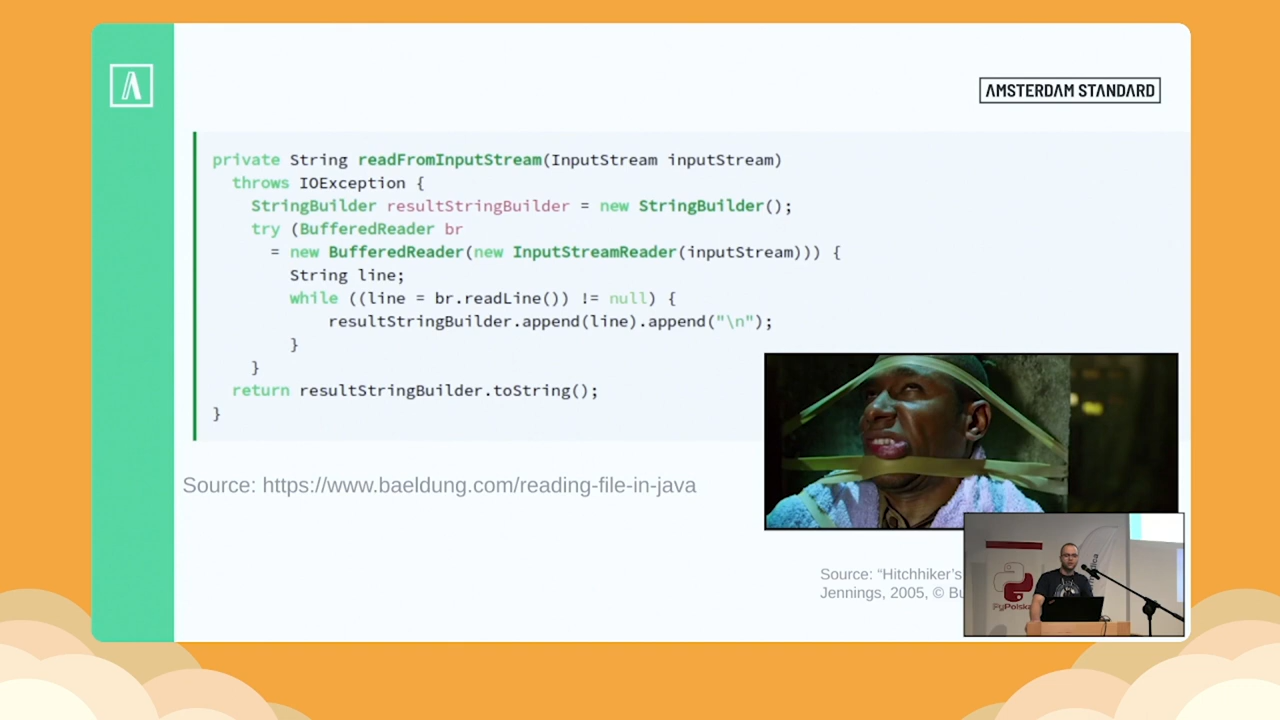 AMSTERDAM STANDARD
private String readFromInputStream(InputStream inputStream)
throws IOException {
StringBuilder resultStringBuilder = new StringBuilder();
try (BufferedReader br
= new BufferedReader(new InputStreamReader(inputStream))) {
String line;
while ((line = br.readLine()) != null) {
resultStringBuilder.append(line).append("\n");
}
}
return resultStringBuilder.toString();
}
Source: https://www.baeldung.com/reading-file-in-java
Source: “Hitchhiker's
Jennings, 2005, ©